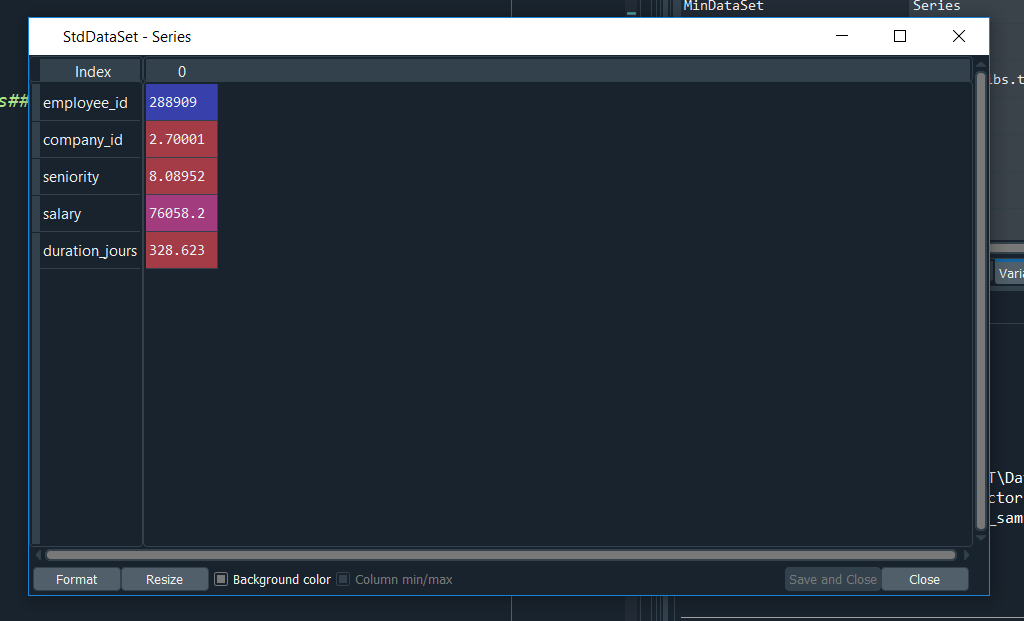 MinDataSet Series
StdDataSet - Series
Index 0
s##
ibs.t
employee_id 288909
company_id 2.70001
seniority 8.08952
salary 76058.2
duration_jours 328.623
Varia
T\Da
ctor
_sam
Format Resize Background color Column min/max Save and Close Close